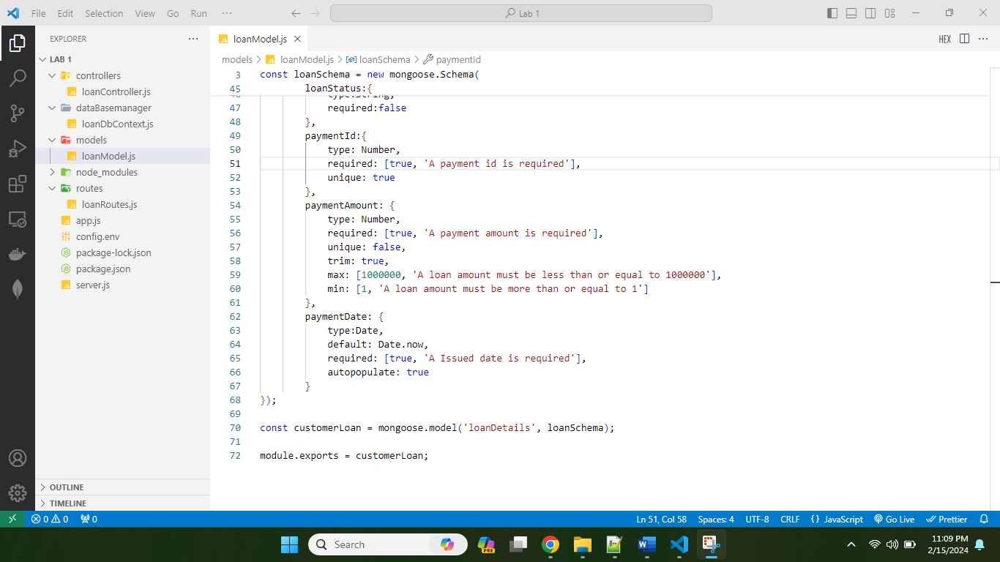 File Edit Selection View Go Run ··· Lab 1
EXPLORER ···
LAB 1
controllers
loanController.js
dataBasemanager
loanDbContext.js
models
loanModel.js
node_modules
routes
loanRoutes.js
app.js
config.env
package-lock.json
package.json
server.js
OUTLINE
TIMELINE
loanModel.js
HEX
models > loanModel.js > loanSchema > paymentId
3 const loanSchema = new mongoose.Schema(
45 loanStatus:{
46 type:String,
47 required:false
48 },
49 paymentId:{
50 type: Number,
51 required: [true, 'A payment id is required'],
52 unique: true
53 },
54 paymentAmount: {
55 type: Number,
56 required: [true, 'A payment amount is required'],
57 unique: false,
58 trim: true,
59 max: [1000000, 'A loan amount must be less than or equal to 1000000'],
60 min: [1, 'A loan amount must be more than or equal to 1']
61 },
62 paymentDate: {
63 type:Date,
64 default: Date.now,
65 required: [true, 'A Issued date is required'],
66 autopopulate: true
67 }
68 });
69
70 const customerLoan = mongoose.model('loanDetails', loanSchema);
71
72 module.exports = customerLoan;
0 0 0 Ln 51, Col 58 Spaces: 4 UTF-8 CRLF {} JavaScript Go Live Prettier
Search PRE 11:09 PM
2/15/2024